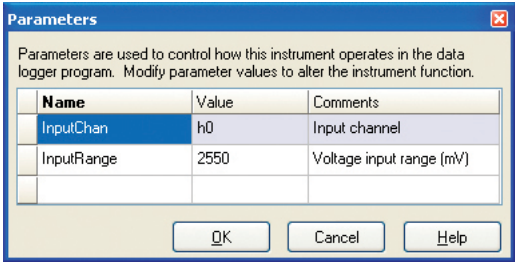 Parameters
Parameters are used to control how this instrument operates in the data
logger program. Modify parameter values to alter the instrument function.
Name Value Comments
InputChan h0 Input channel
InputRange 2550 Voltage input range (mV)
OK Cancel Help